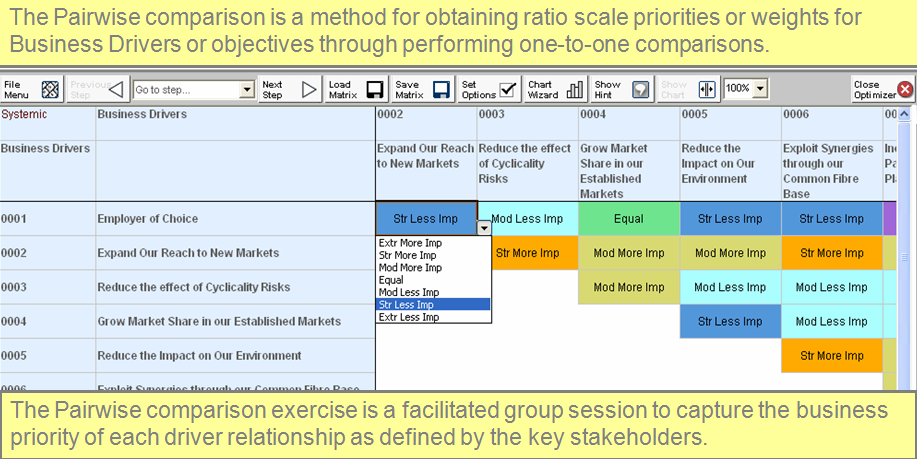 The Pairwise comparison is a method for obtaining ratio scale priorities or weights for
Business Drivers or objectives through performing one-to-one comparisons.
File Menu
Previous Step
Go to step...
Next Step
Load Matrix
Save Matrix
Set Options
Chart Wizard
Show Hint
Show Chart
100%
Close Optimizer
Systemic Business Drivers 0002 0003 0004 0005 0006
Business Drivers
Expand Our Reach
to New Markets
Reduce the effect
of Cyclicality
Risks
Grow Market
Share in our
Established
Markets
Reduce the
Impact on Our
Environment
Exploit Synergies
through our
Common Fibre
Base
0001 Employer of Choice Str Less Imp Mod Less Imp Equal Str Less Imp Str Less Imp
0002 Expand Our Reach to New Markets Str More Imp Mod More Imp Mod More Imp Str More Imp
0003 Reduce the effect of Cyclicality Risks Mod More Imp Mod Less Imp Mod Less Imp
0004 Grow Market Share in our Established Markets Str Less Imp Mod Less Imp
0005 Reduce the Impact on Our Environment Str More Imp
0006 Exploit Synergies through our Common Fibre Base
Extr More Imp
Str More Imp
Mod More Imp
Equal
Mod Less Imp
Str Less Imp
Extr Less Imp
The Pairwise comparison exercise is a facilitated group session to capture the business
priority of each driver relationship as defined by the key stakeholders.